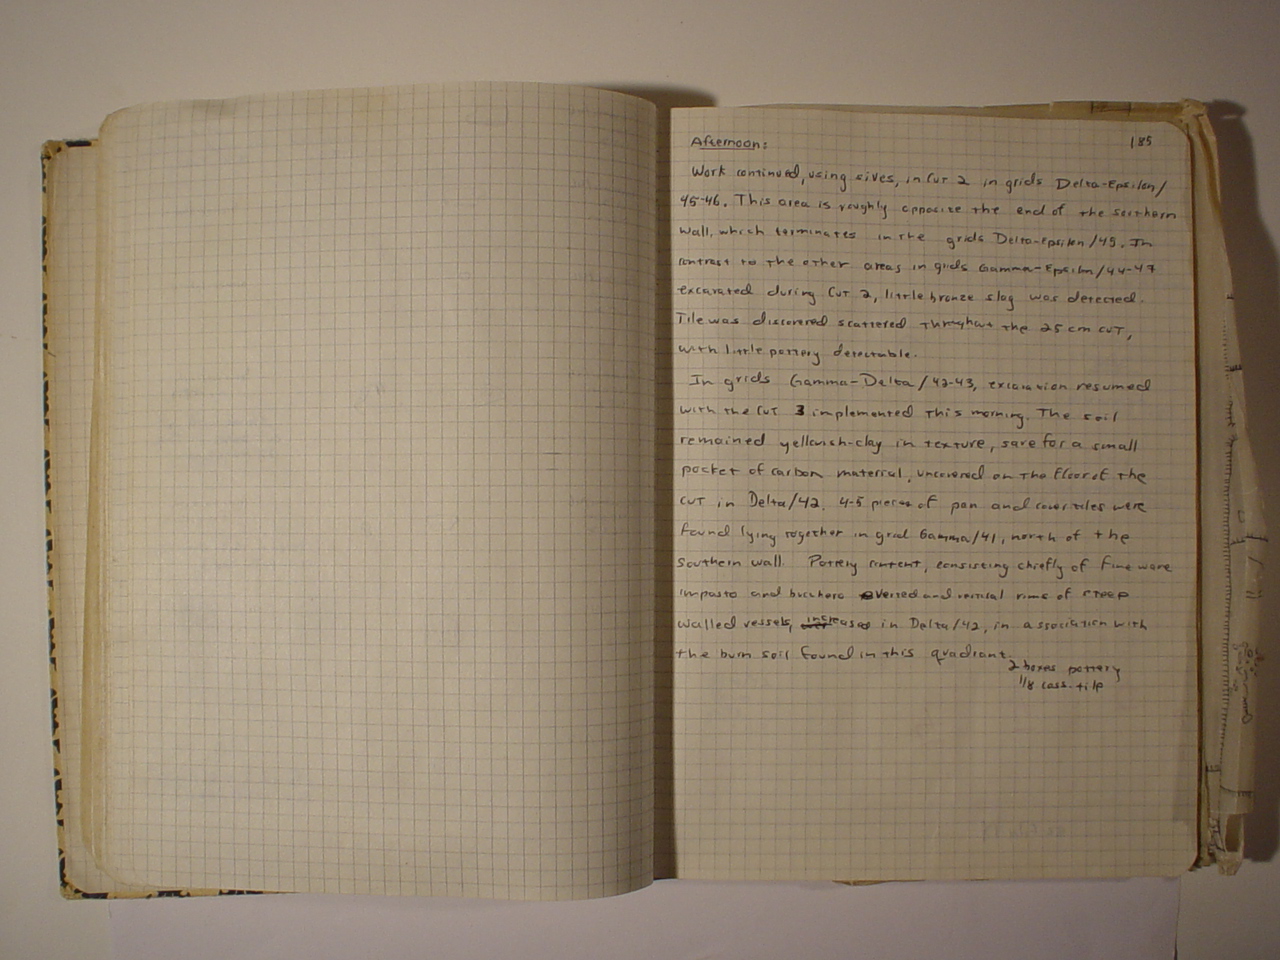 185
Afternoon:
Work continued, using sives, in Cut 2 in grids Delta-Epsilon/
45-46. This area is roughly opposite the end of the southern
wall, which terminates in the grids Delta-Epsilon/45. In
contrast to the other areas in grids Gamma-Epsilon/44-47
excavated during Cut 2, little bronze slag was detected.
Tile was discovered scattered throughout the 25 cm cut,
with little pottery detectable.
In grids Gamma-Delta/42-43, excavation resumed
with the Cut 3 implemented this morning. The soil
remained yellowish-clay in texture, save for a small
pocket of carbon material, uncovered on the floor of the
cut in Delta/42. 4-5 pieces of pan and cover tiles were
found lying together in grid Gamma/41, north of the
southern wall. Pottery content, consisting chiefly of fine ware
impasto and bucchero everted and vertical rims of steep
walled vessels, increased in Delta/42, in association with
the burn soil found in this quadrant.
2 boxes pottery
1/8 cass. tile